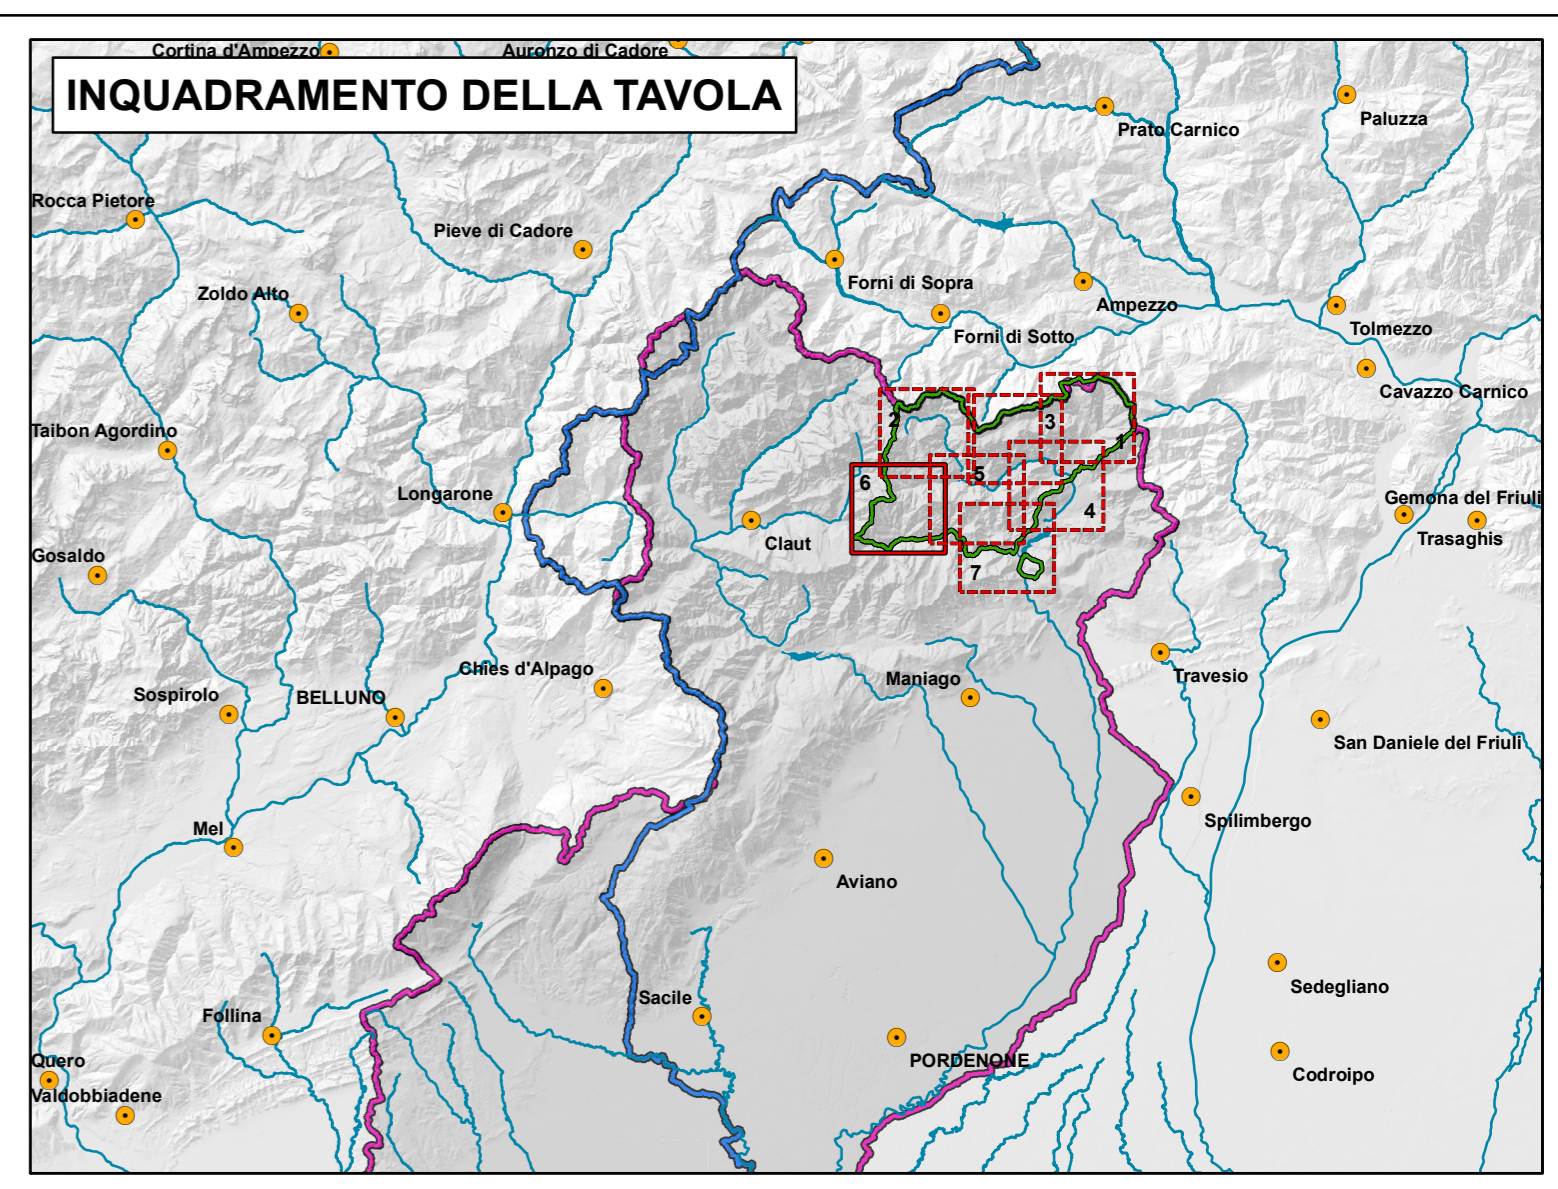 Cortina d'Ampezzo
Auronzo di Cadore
INQUADRAMENTO DELLA TAVOLA
Prato Carnico
Paluzza
Rocca Pietore
Pieve di Cadore
Forni di Sopra
Zoldo Alto
Ampezzo
Forni di Sotto
Tolmezzo
Cavazzo Carnico
2
3
1
Taibon Agordino
5
6
Longarone
4
Gemona del Friuli
Claut
Trasaghis
Gosaldo
7
Chies d'Alpago
Maniago
Travesio
Sospirolo
BELLUNO
San Daniele del Friuli
Spilimbergo
Mel
Aviano
Sedegliano
Sacile
Follina
Quero
PORDENONE
Codroipo
Valdobbiadene